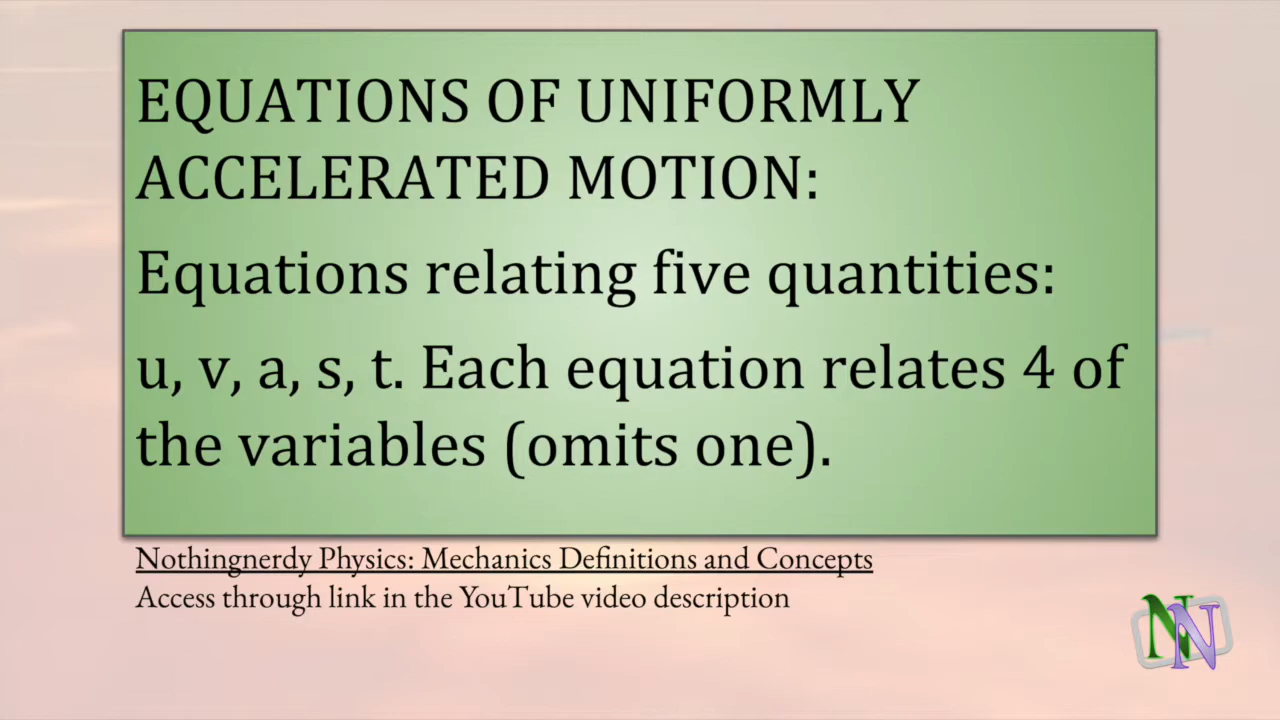 EQUATIONS OF UNIFORMLY
ACCELERATED MOTION:
Equations relating five quantities:
u, v, a, s, t. Each equation relates 4 of
the variables (omits one).
Nothingnerdy Physics: Mechanics Definitions and Concepts
Access through link in the YouTube video description
NN